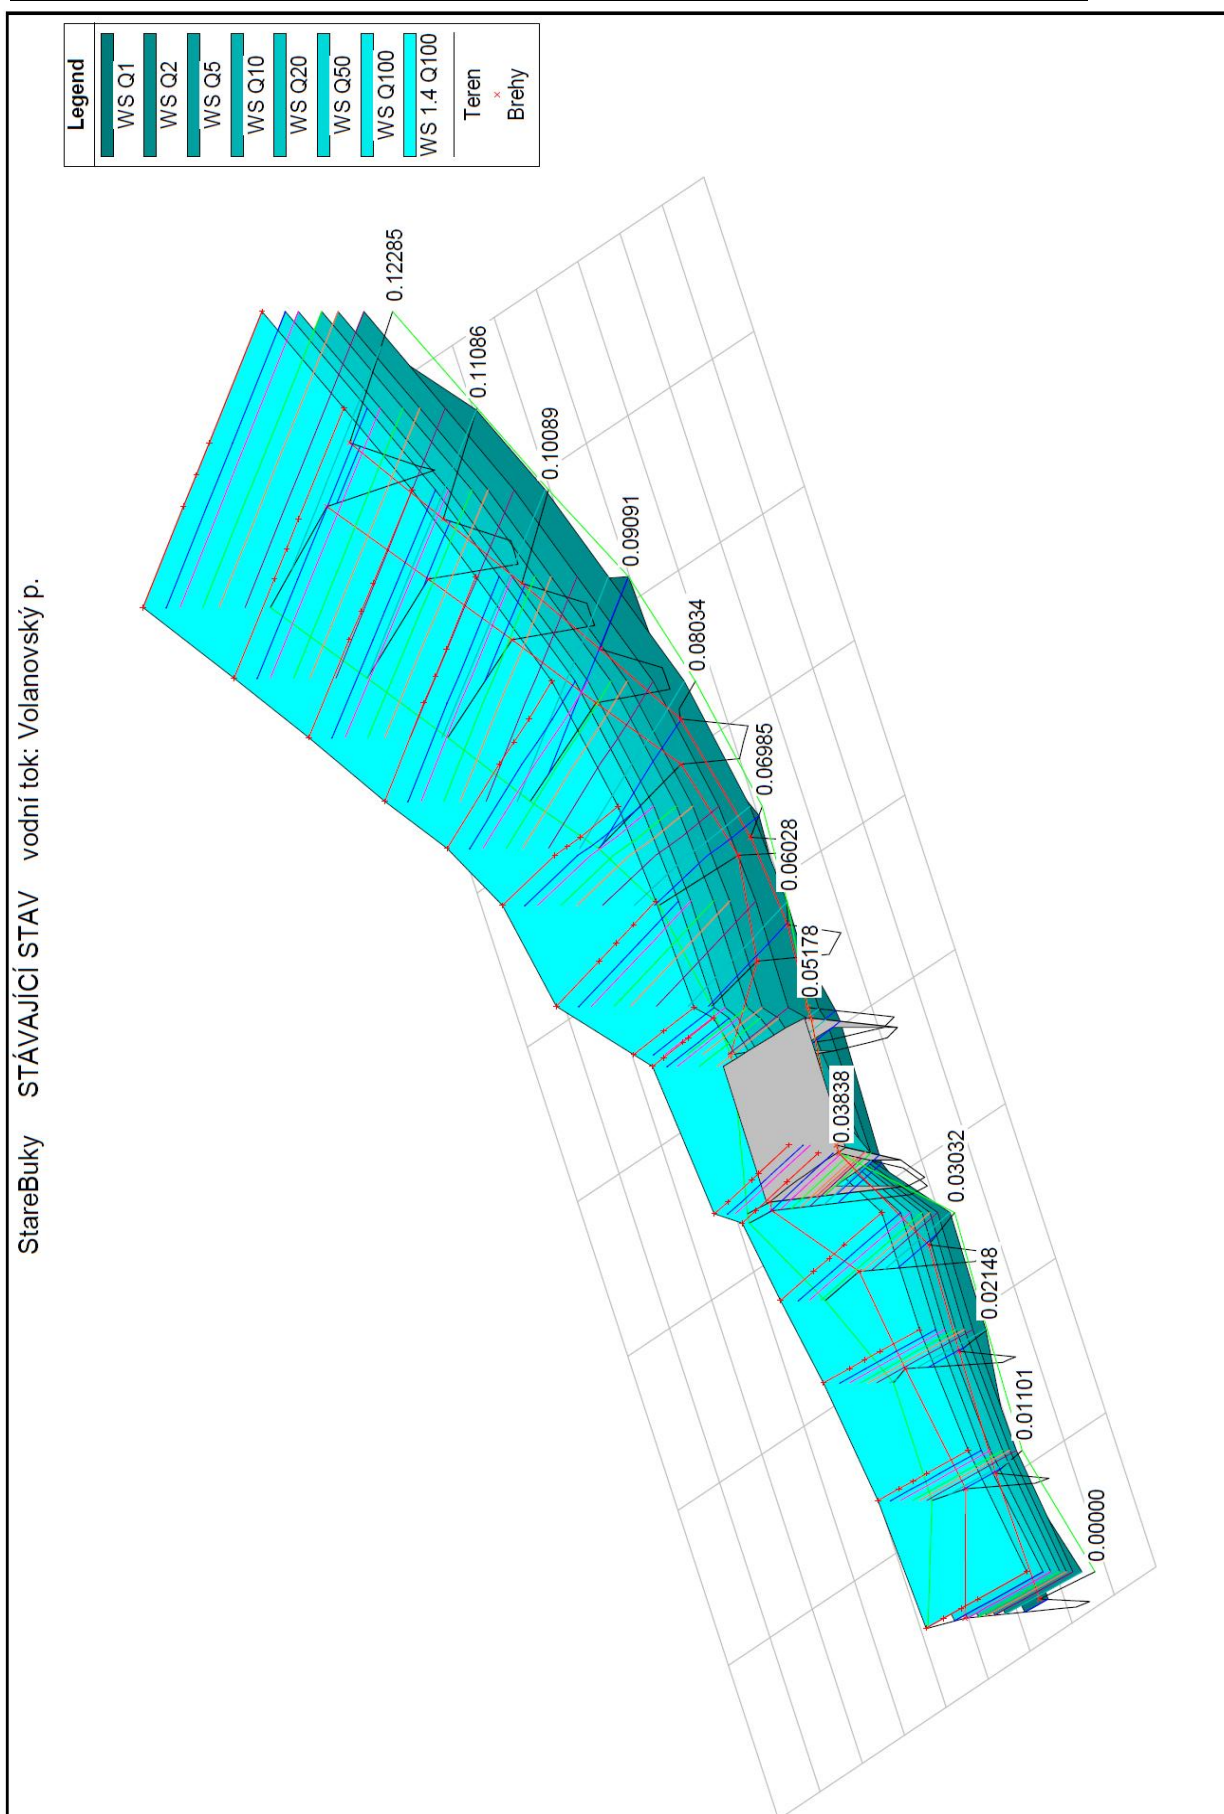 StareBuky STÁVAJÍCÍ STAV vodní tok: Volanovský p.
Legend
WS Q1
WS Q2
WS Q5
WS Q10
WS Q20
WS Q50
WS Q100
WS 1.4 Q100
Teren
Brehy
0.12285
0.11086
0.10089
0.09091
0.08034
0.06985
0.06028
0.05178
0.03838
0.03032
0.02148
0.01101
0.00000